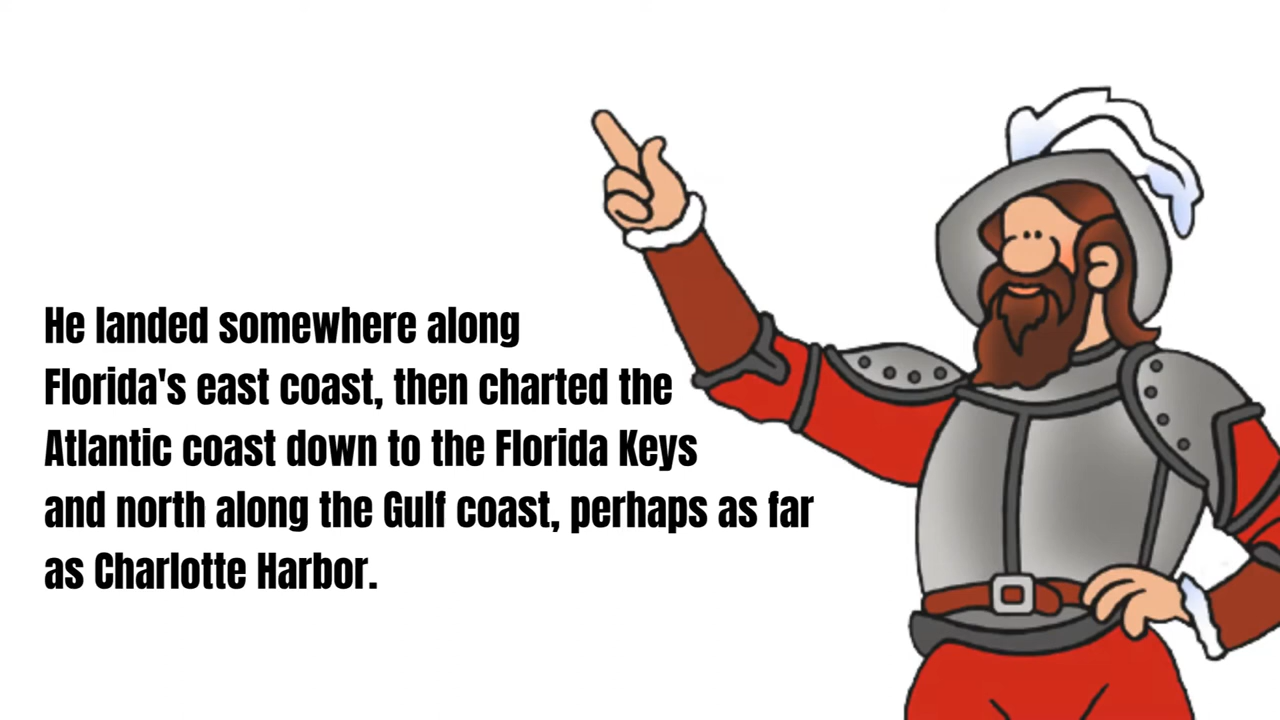 He landed somewhere along
Florida's east coast, then charted the
Atlantic coast down to the Florida Keys
and north along the Gulf coast, perhaps as far
as Charlotte Harbor.